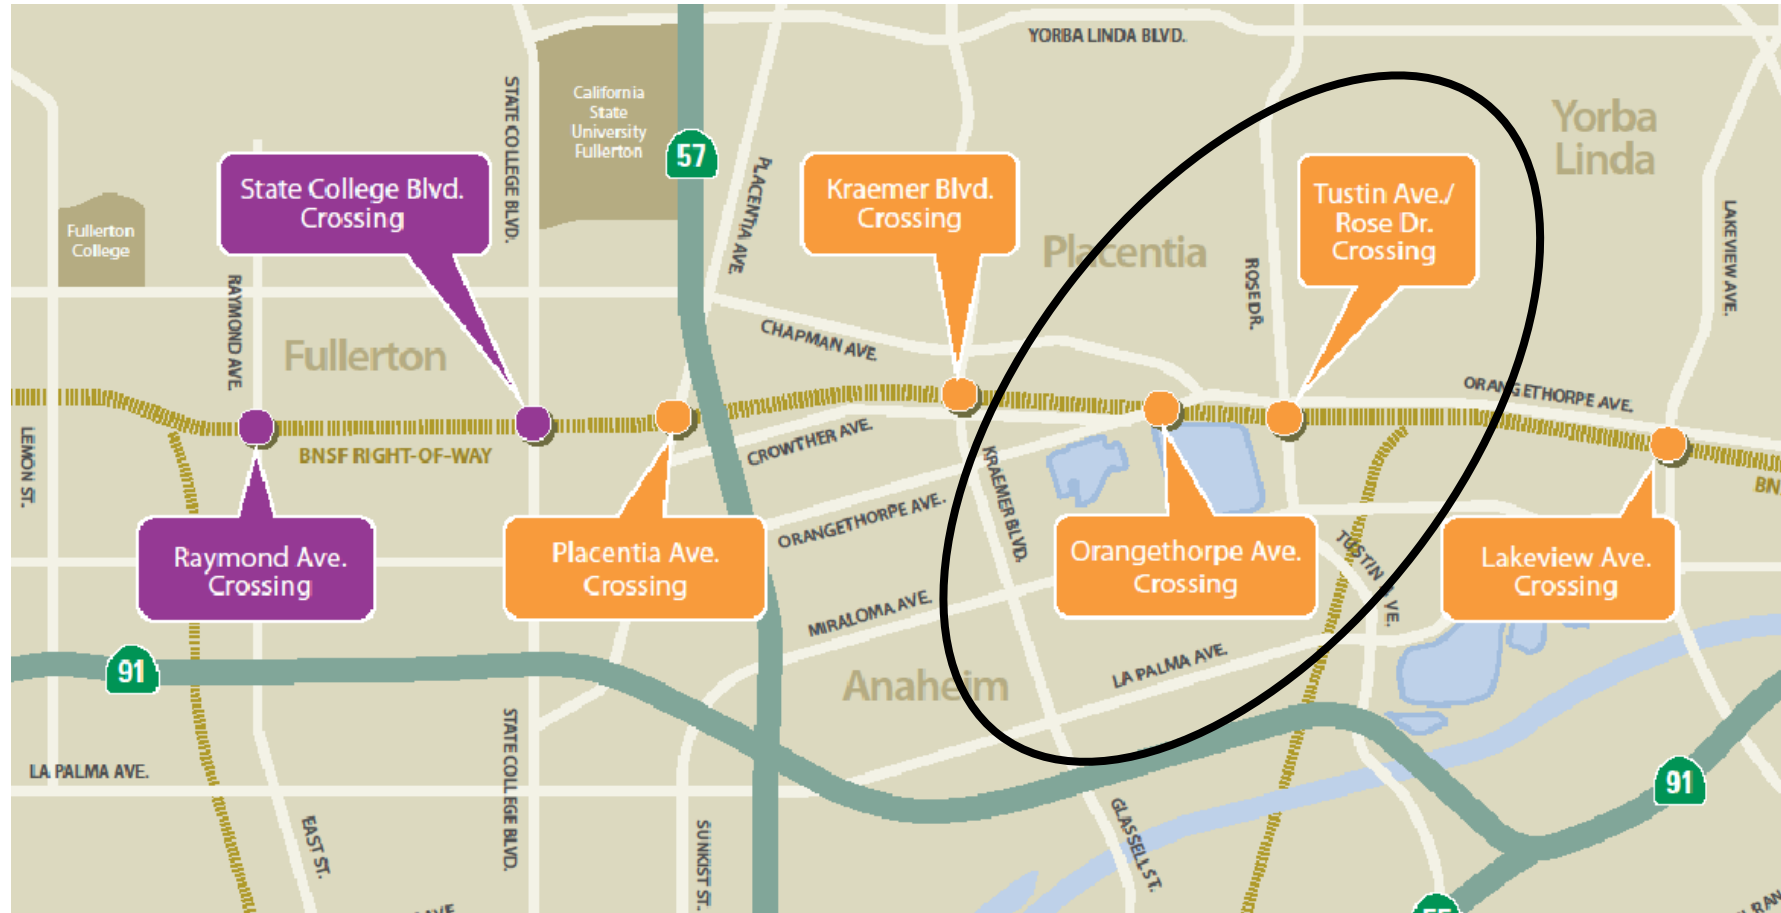 YORBA LINDA BLVD.
STATE COLLEGE BLVD.
California
State
University
Fullerton
57
PLACENTIA AVE.
Yorba
Linda
State College Blvd.
Crossing
Kraemer Blvd.
Crossing
Tustin Ave./
Rose Dr.
Crossing
Fullerton
College
Placentia
LAKEVIEW AVE.
RAYMOND AVE.
ROSE DR.
CHAPMAN AVE.
Fullerton
ORANGETHORPE AVE.
LEMON ST.
BNSF RIGHT-OF-WAY
CROWTHER AVE.
KRAEMER BLVD.
BN
ORANGETHORPE AVE.
Raymond Ave.
Crossing
Placentia Ave.
Crossing
Orangethorpe Ave.
Crossing
TUSTIN AVE.
Lakeview Ave.
Crossing
MIRALOMA AVE.
91
Anaheim
LA PALMA AVE.
STATE COLLEGE BLVD.
LA PALMA AVE.
91
EAST ST.
SUNKIST ST.
GLASSELL ST.
AVE
55